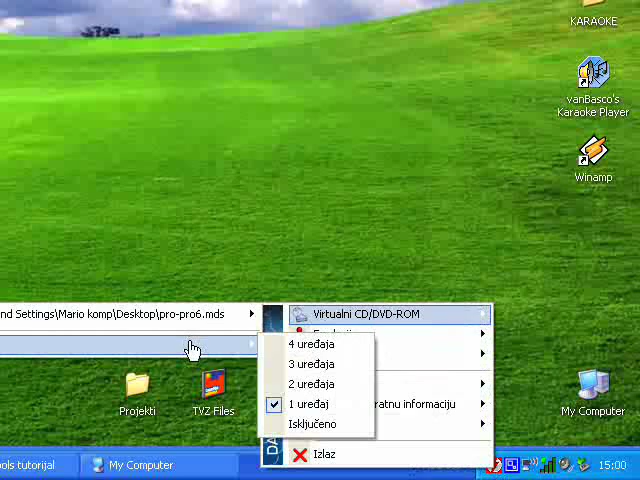 KARAOKE
vanBasco's
Karaoke Player
Winamp
nd Settings\Mario komp\Desktop\pro-pro6.mds
Virtualni CD/DVD-ROM
4 uređaja
3 uređaja
2 uređaja
1 uređaj
ratnu informaciju
Isključeno
Izlaz
Projekti
TVZ Files
My Computer
ols tutorijal
My Computer
15:00